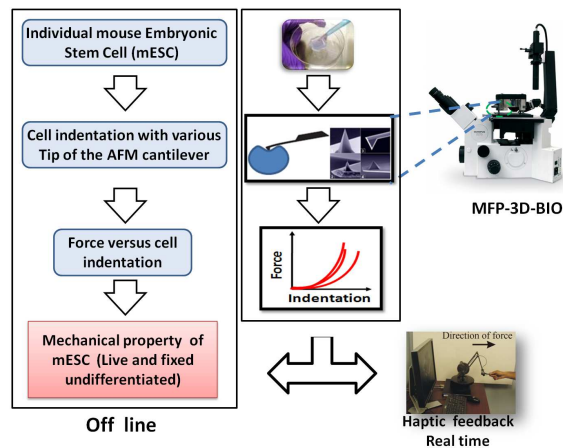 Individual mouse Embryonic
Stem Cell (mESC)
Cell indentation with various
Tip of the AFM cantilever
Force versus cell
indentation
Mechanical property of
mESC (Live and fixed
undifferentiated)
Off line
Force
Indentation
MFP-3D-BIO
Direction of force
Haptic feedback
Real time